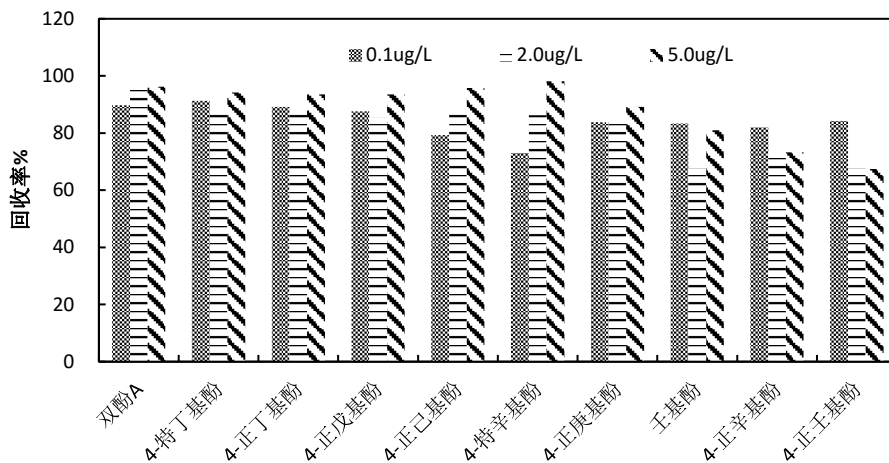 120
100
80
60
40
20
0
回收率%
0.1ug/L
2.0ug/L
5.0ug/L
双酚A
4-特丁基酚
4-正丁基酚
4-正戊基酚
4-正己基酚
4-特辛基酚
4-正庚基酚
壬基酚
4-正辛基酚
4-正壬基酚